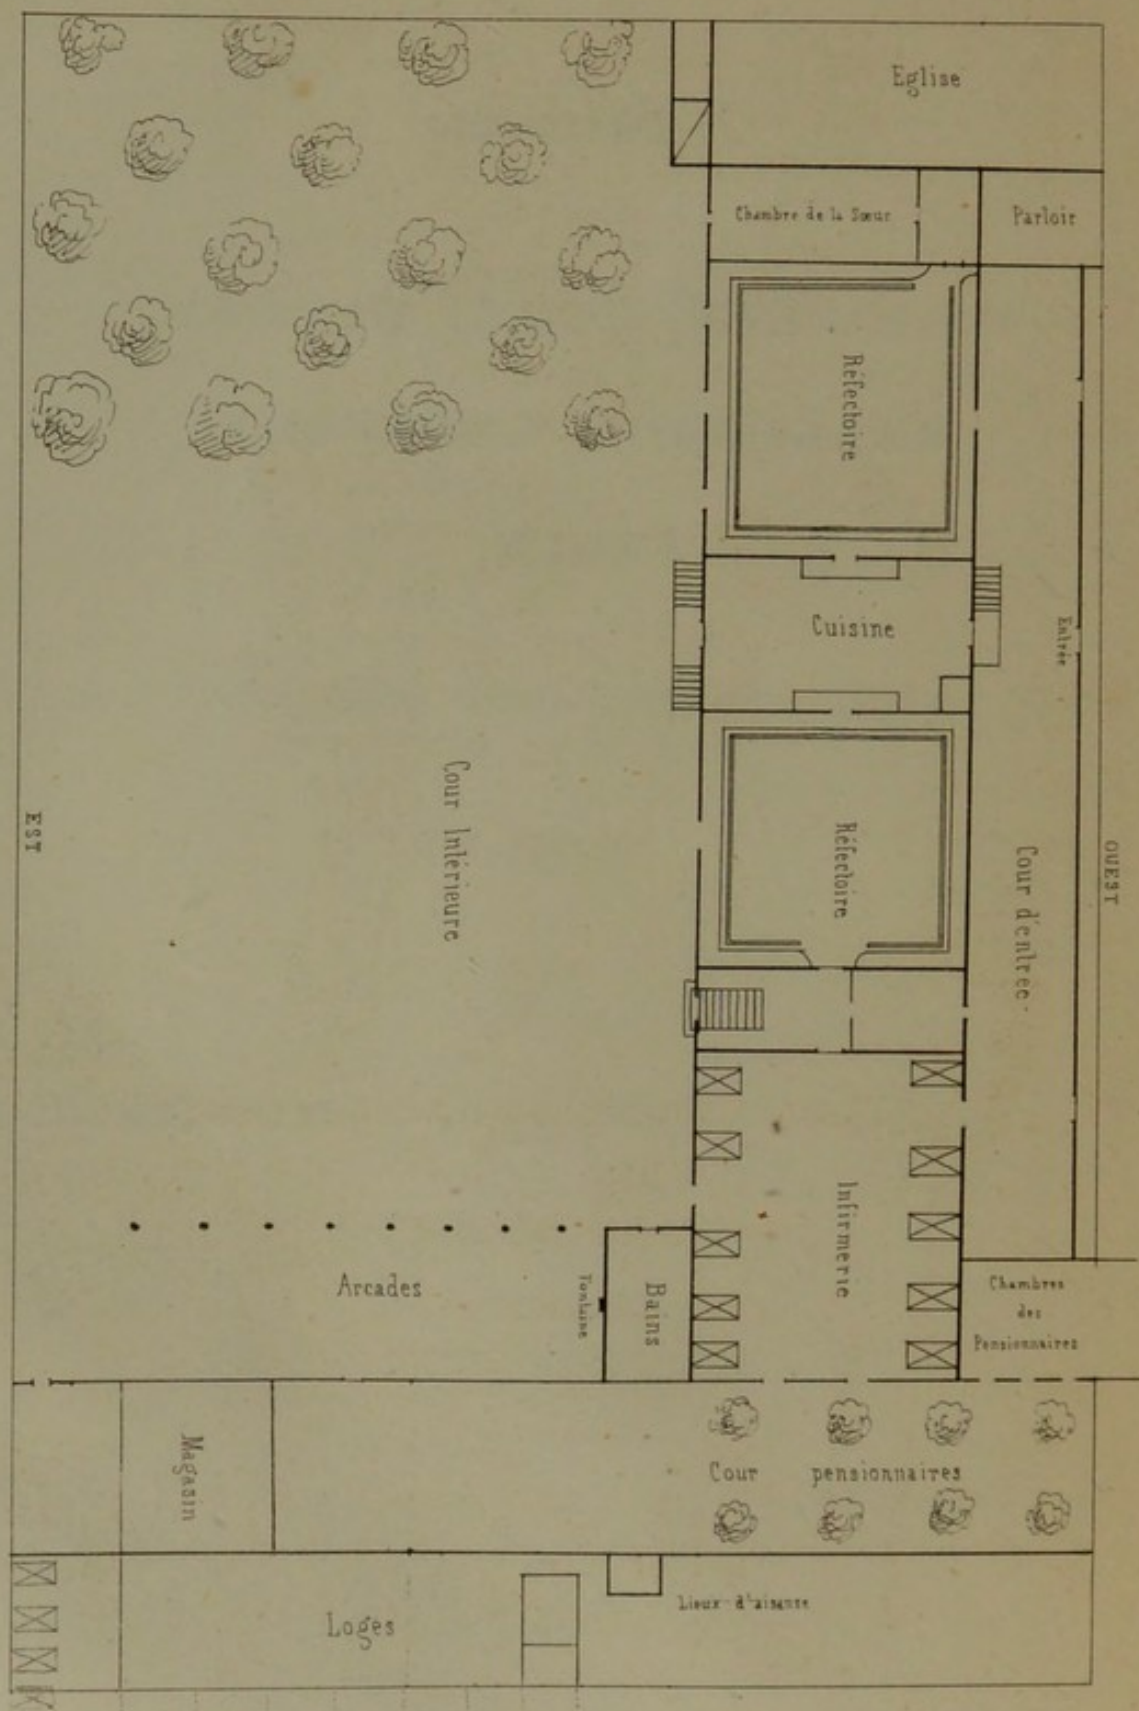 Eglise
Chambre de la Sœur
Parloir
Réfectoire
Cuisine
Entrée
Réfectoire
Cour Intérieure
EST
OUEST
Cour d'entrée
Infirmerie
Arcades
Fontaine
Bains
Chambres
des
Pensionnaires
Magasin
Cour pensionnaires
Loges
Lieux d'aisance